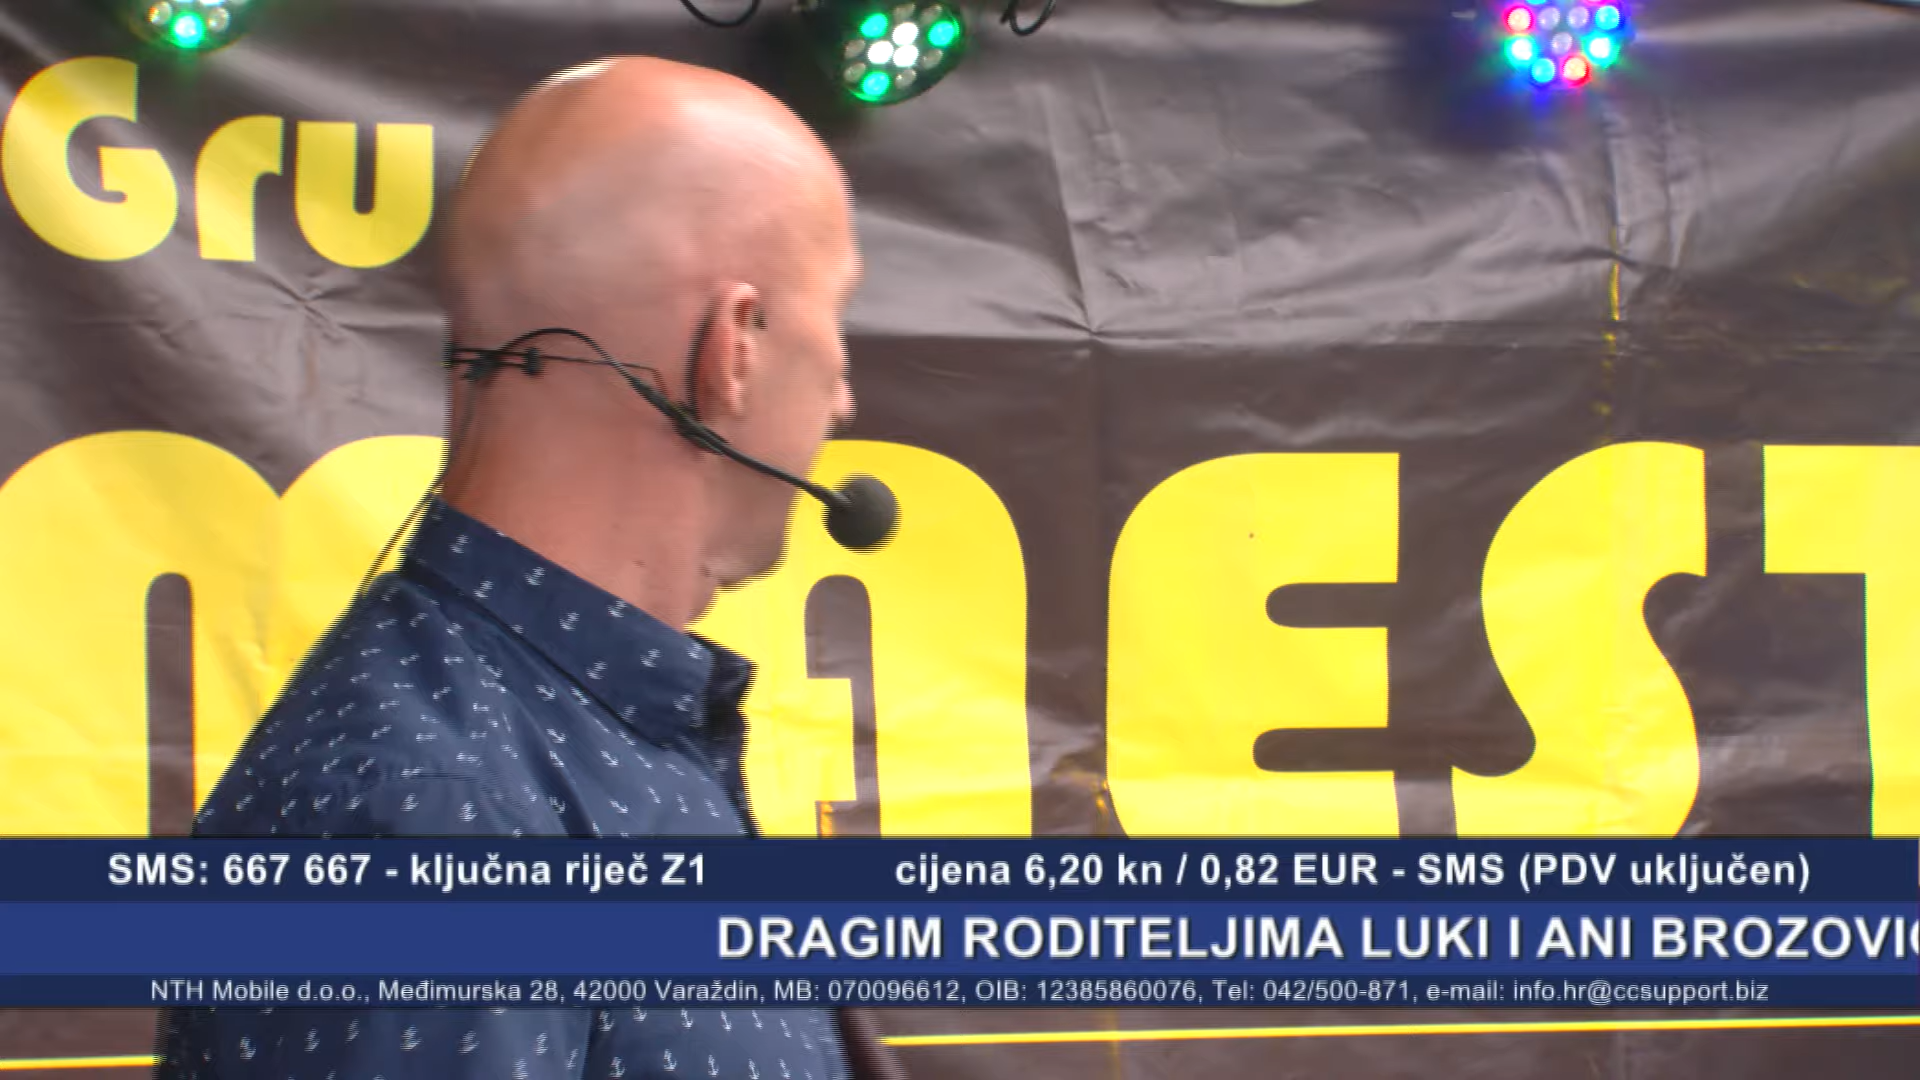 Gru
MAEST
SMS: 667 667 - ključna riječ Z1 cijena 6,20 kn / 0,82 EUR - SMS (PDV uključen)
DRAGIM RODITELJIMA LUKI I ANI BROZOVIĆ
NTH Mobile d.o.o., Međimurska 28, 42000 Varaždin, MB: 070096612, OIB: 12385860076, Tel: 042/500-871, e-mail: info.hr@ccsupport.biz